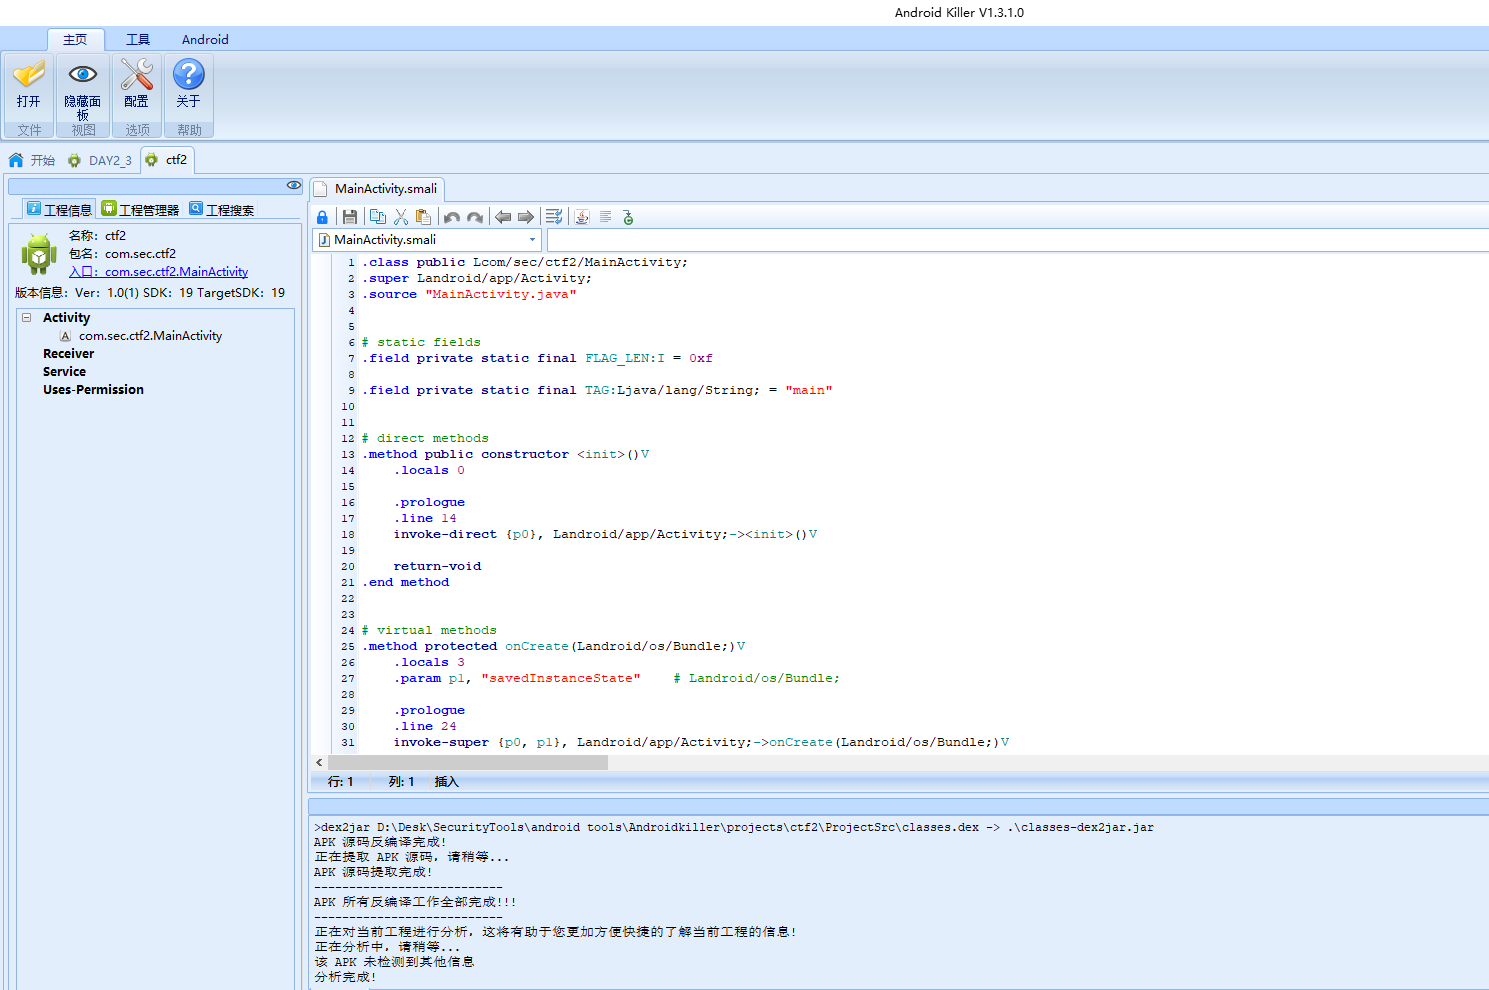 Android Killer V1.3.1.0
主页 工具 Android
打开 隐藏面板 配置 关于
文件 视图 选项 帮助
开始 DAY2_3 ctf2
工程信息 工程管理器 工程搜索
名称: ctf2
包名: com.sec.ctf2
入口: com.sec.ctf2.MainActivity
版本信息: Ver: 1.0(1) SDK: 19 TargetSDK: 19
Activity
com.sec.ctf2.MainActivity
Receiver
Service
Uses-Permission
MainActivity.smali
MainActivity.smali
1 .class public Lcom/sec/ctf2/MainActivity;
2 .super Landroid/app/Activity;
3 .source "MainActivity.java"
4
5
6 # static fields
7 .field private static final FLAG_LEN:I = 0xf
8
9 .field private static final TAG:Ljava/lang/String; = "main"
10
11
12 # direct methods
13 .method public constructor <init>()V
14 .locals 0
15
16 .prologue
17 .line 14
18 invoke-direct {p0}, Landroid/app/Activity;-><init>()V
19
20 return-void
21 .end method
22
23
24 # virtual methods
25 .method protected onCreate(Landroid/os/Bundle;)V
26 .locals 3
27 .param p1, "savedInstanceState" # Landroid/os/Bundle;
28
29 .prologue
30 .line 24
31 invoke-super {p0, p1}, Landroid/app/Activity;->onCreate(Landroid/os/Bundle;)V
行: 1 列: 1 插入
>dex2jar D:\Desk\SecurityTools\android tools\Androidkiller\projects\ctf2\ProjectSrc\classes.dex -> .\classes-dex2jar.jar
APK 源码反编译完成!
正在提取 APK 源码, 请稍等...
APK 源码提取完成!
---------------------------
APK 所有反编译工作全部完成!!!
---------------------------
正在对当前工程进行分析, 这将有助于您更加方便快捷的了解当前工程的信息!
正在分析中, 请稍等...
该 APK 未检测到其他信息
分析完成!